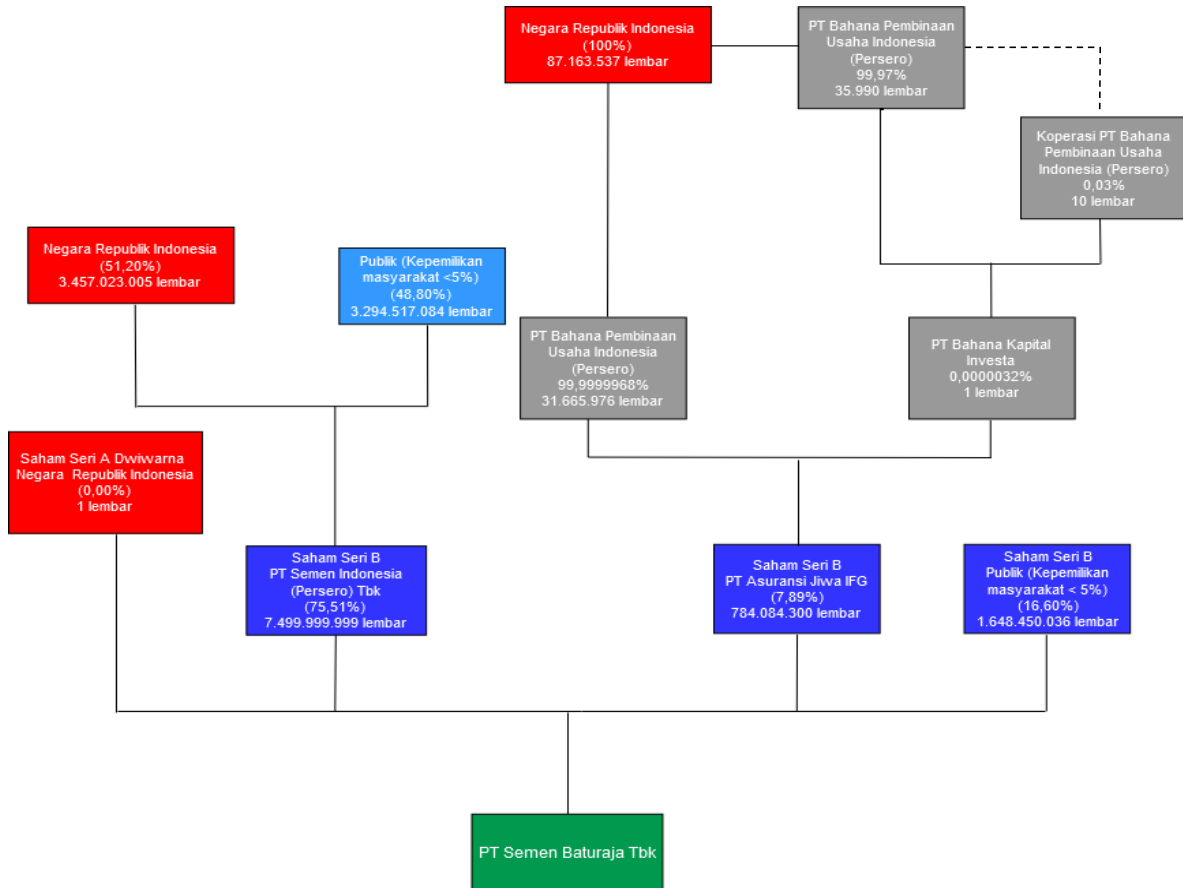 Negara Republik Indonesia
(100%)
87.163.537 lembar
PT Bahana Pembinaan
Usaha Indonesia
(Persero)
99,97%
35.990 lembar
Koperasi PT Bahana
Pembinaan Usaha
Indonesia (Persero)
0,03%
10 lembar
Negara Republik Indonesia
(51,20%)
3.457.023.005 lembar
Publik (Kepemilikan
masyarakat <5%)
(48,80%)
3.294.517.084 lembar
PT Bahana Pembinaan
Usaha Indonesia
(Persero)
99,9999968%
31.665.976 lembar
PT Bahana Kapital
Investa
0,0000032%
1 lembar
Saham Seri A Dwiwarna
Negara Republik Indonesia
(0,00%)
1 lembar
Saham Seri B
PT Semen Indonesia
(Persero) Tbk
(75,51%)
7.499.999.999 lembar
Saham Seri B
PT Asuransi Jiwa IFG
(7,89%)
784.084.300 lembar
Saham Seri B
Publik (Kepemilikan
masyarakat < 5%)
(16,60%)
1.648.450.036 lembar
PT Semen Baturaja Tbk